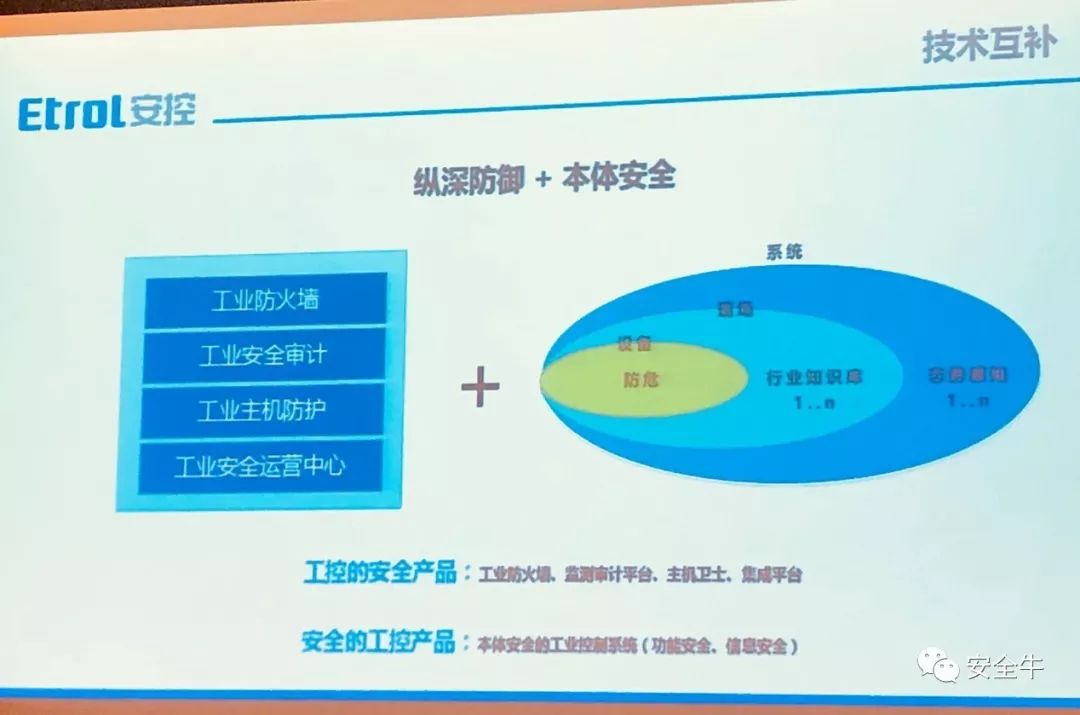 技术互补
Etrol安控
纵深防御 + 本体安全
工业防火墙
工业安全审计
工业主机防护
工业安全运营中心
+
系统
设备
防危
行业知识库
1..n
态势感知
1..n
工控的安全产品：工业防火墙、监测审计平台、主机卫士、集成平台
安全的工控产品：本体安全的工业控制系统（功能安全、信息安全）
安全牛